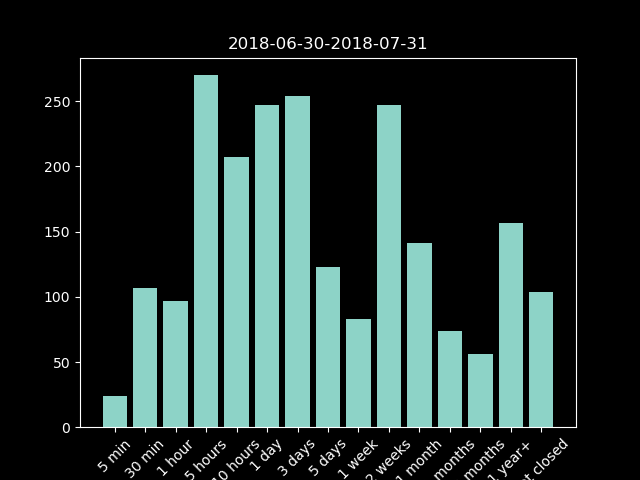 2018-06-30-2018-07-31
250
200
150
100
50
0
5 min
30 min
1 hour
5 hours
10 hours
1 day
3 days
5 days
1 week
2 weeks
1 month
months
months
1 year+
t closed